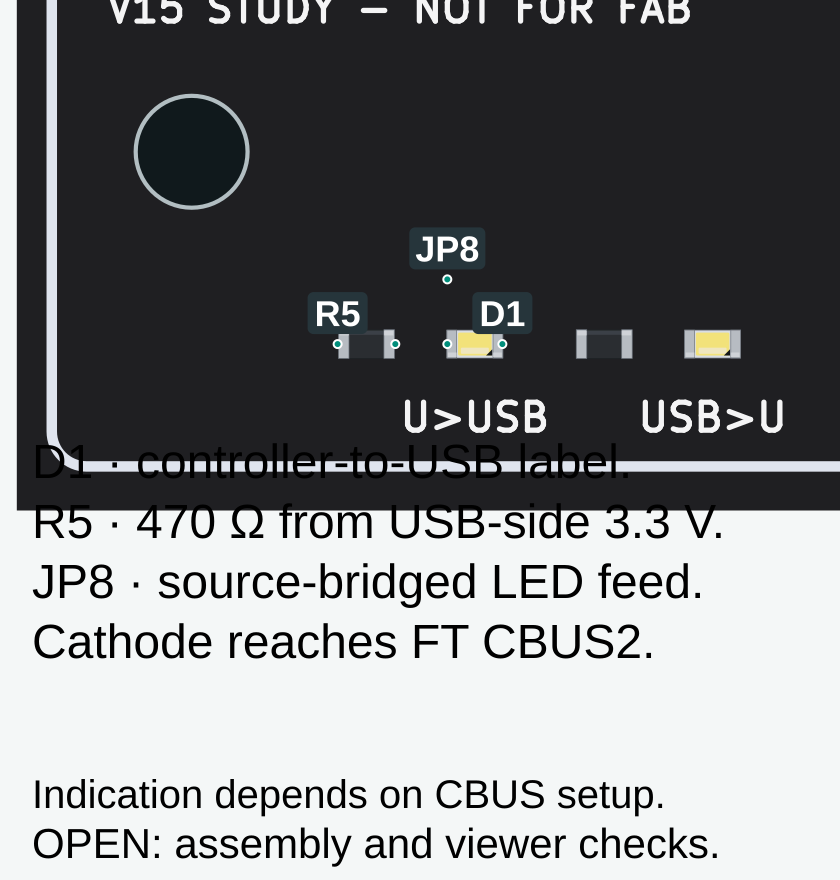 V15 STUDY — NOT FOR FAB
JP8
R5
D1
U>USB
USB>U
D1 · controller-to-USB label.
R5 · 470 Ω from USB-side 3.3 V.
JP8 · source-bridged LED feed.
Cathode reaches FT CBUS2.
Indication depends on CBUS setup.
OPEN: assembly and viewer checks.